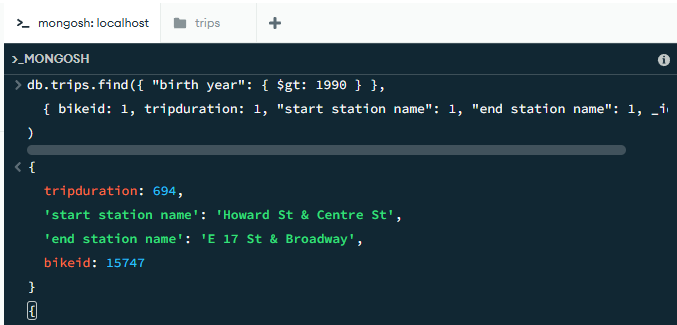 >_ mongosh: localhost trips +
>_MONGOSH
> db.trips.find({ "birth year": { $gt: 1990 } },
{ bikeid: 1, tripduration: 1, "start station name": 1, "end station name": 1,
)
< {
tripduration: 694,
'start station name': 'Howard St & Centre St',
'end station name': 'E 17 St & Broadway',
bikeid: 15747
}
{